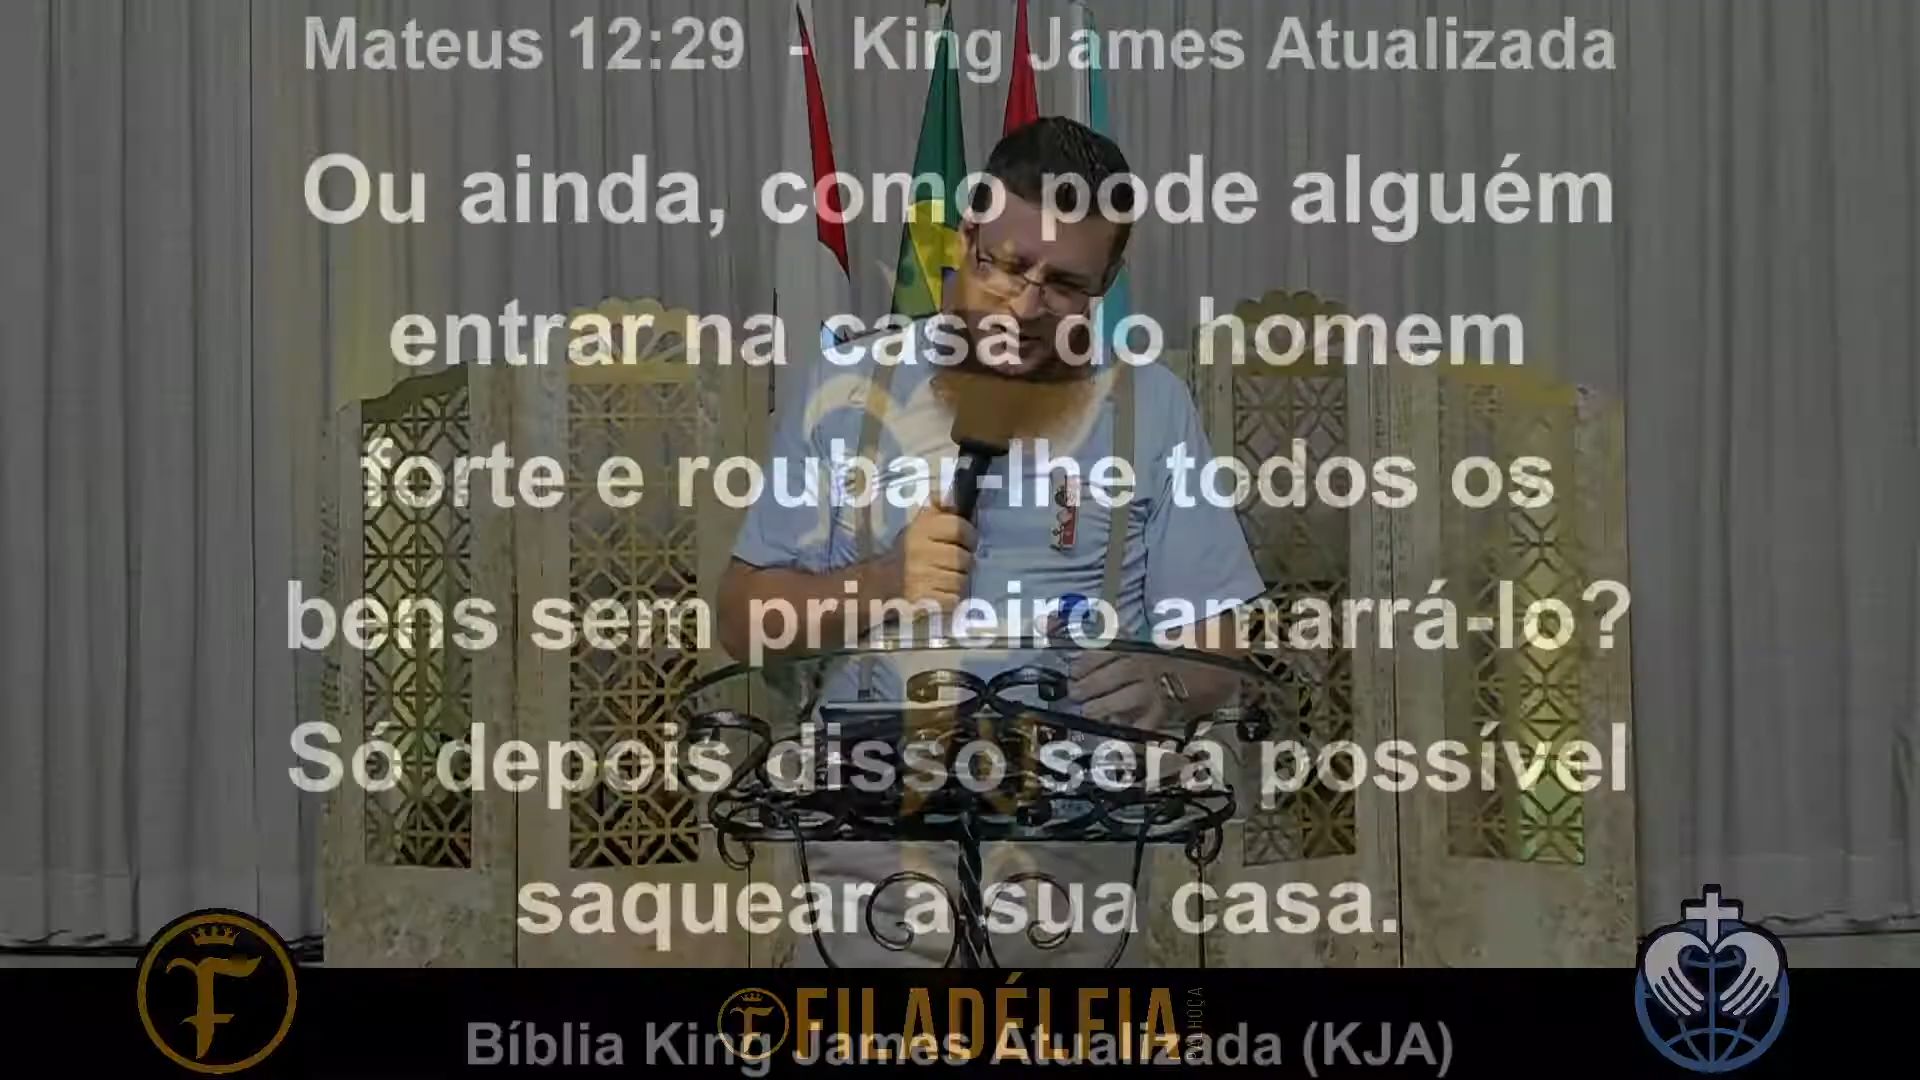 Mateus 12:29 - King James Atualizada
Ou ainda, como pode alguém
entrar na casa do homem
forte e roubar-lhe todos os
bens sem primeiro amarrá-lo?
Só depois disso será possível
saquear a sua casa.
F
F FILADÉLFIA PALHOÇA
Bíblia King James Atualizada (KJA)